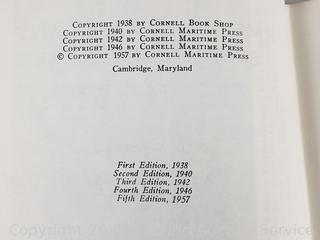 Copyright 1938 by Cornell Book Shop
Copyright 1940 by Cornell Maritime Press
Copyright 1942 by Cornell Maritime Press
Copyright 1946 by Cornell Maritime Press
© Copyright 1957 by Cornell Maritime Press
Cambridge, Maryland
First Edition, 1938
Second Edition, 1940
Third Edition, 1942
Fourth Edition, 1946
Fifth Edition, 1957
Copyright
Service